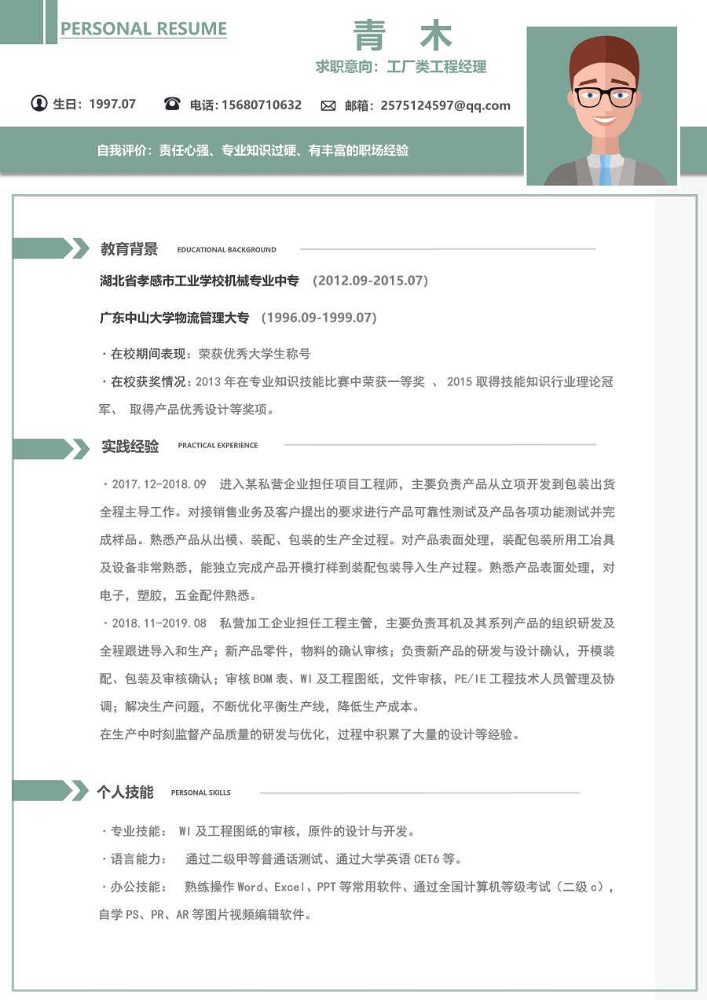 PERSONAL RESUME
青 木
求职意向：工厂类工程经理
生日：1997.07 电话：15680710632 邮箱：2575124597@qq.com
自我评价：责任心强、专业知识过硬、有丰富的职场经验
教育背景 EDUCATIONAL BACKGROUND
湖北省孝感市工业学校机械专业中专 （2012.09-2015.07）
广东中山大学物流管理大专 （1996.09-1999.07）
·在校期间表现：荣获优秀大学生称号
·在校获奖情况：2013 年在专业知识技能比赛中荣获一等奖 、 2015 取得技能知识行业理论冠
军、 取得产品优秀设计等奖项。
实践经验 PRACTICAL EXPERIENCE
·2017.12-2018.09 进入某私营企业担任项目工程师，主要负责产品从立项开发到包装出货
全程主导工作。对接销售业务及客户提出的要求进行产品可靠性测试及产品各项功能测试并完
成样品。熟悉产品从出模、装配、包装的生产全过程。对产品表面处理，装配包装所用工冶具
及设备非常熟悉，能独立完成产品开模打样到装配包装导入生产过程。熟悉产品表面处理，对
电子，塑胶，五金配件熟悉。
·2018.11-2019.08 私营加工企业担任工程主管，主要负责耳机及其系列产品的组织研发及
全程跟进导入和生产；新产品零件，物料的确认审核；负责新产品的研发与设计确认，开模装
配、包装及审核确认；审核 BOM 表、WI 及工程图纸，文件审核，PE/IE 工程技术人员管理及协
调；解决生产问题，不断优化平衡生产线，降低生产成本。
在生产中时刻监督产品质量的研发与优化，过程中积累了大量的设计等经验。
个人技能 PERSONAL SKILLS
·专业技能： WI 及工程图纸的审核，原件的设计与开发。
·语言能力： 通过二级甲等普通话测试、通过大学英语 CET6 等。
·办公技能： 熟练操作 Word、Excel、PPT 等常用软件、通过全国计算机等级考试（二级 c），
自学 PS、PR、AR 等图片视频编辑软件。